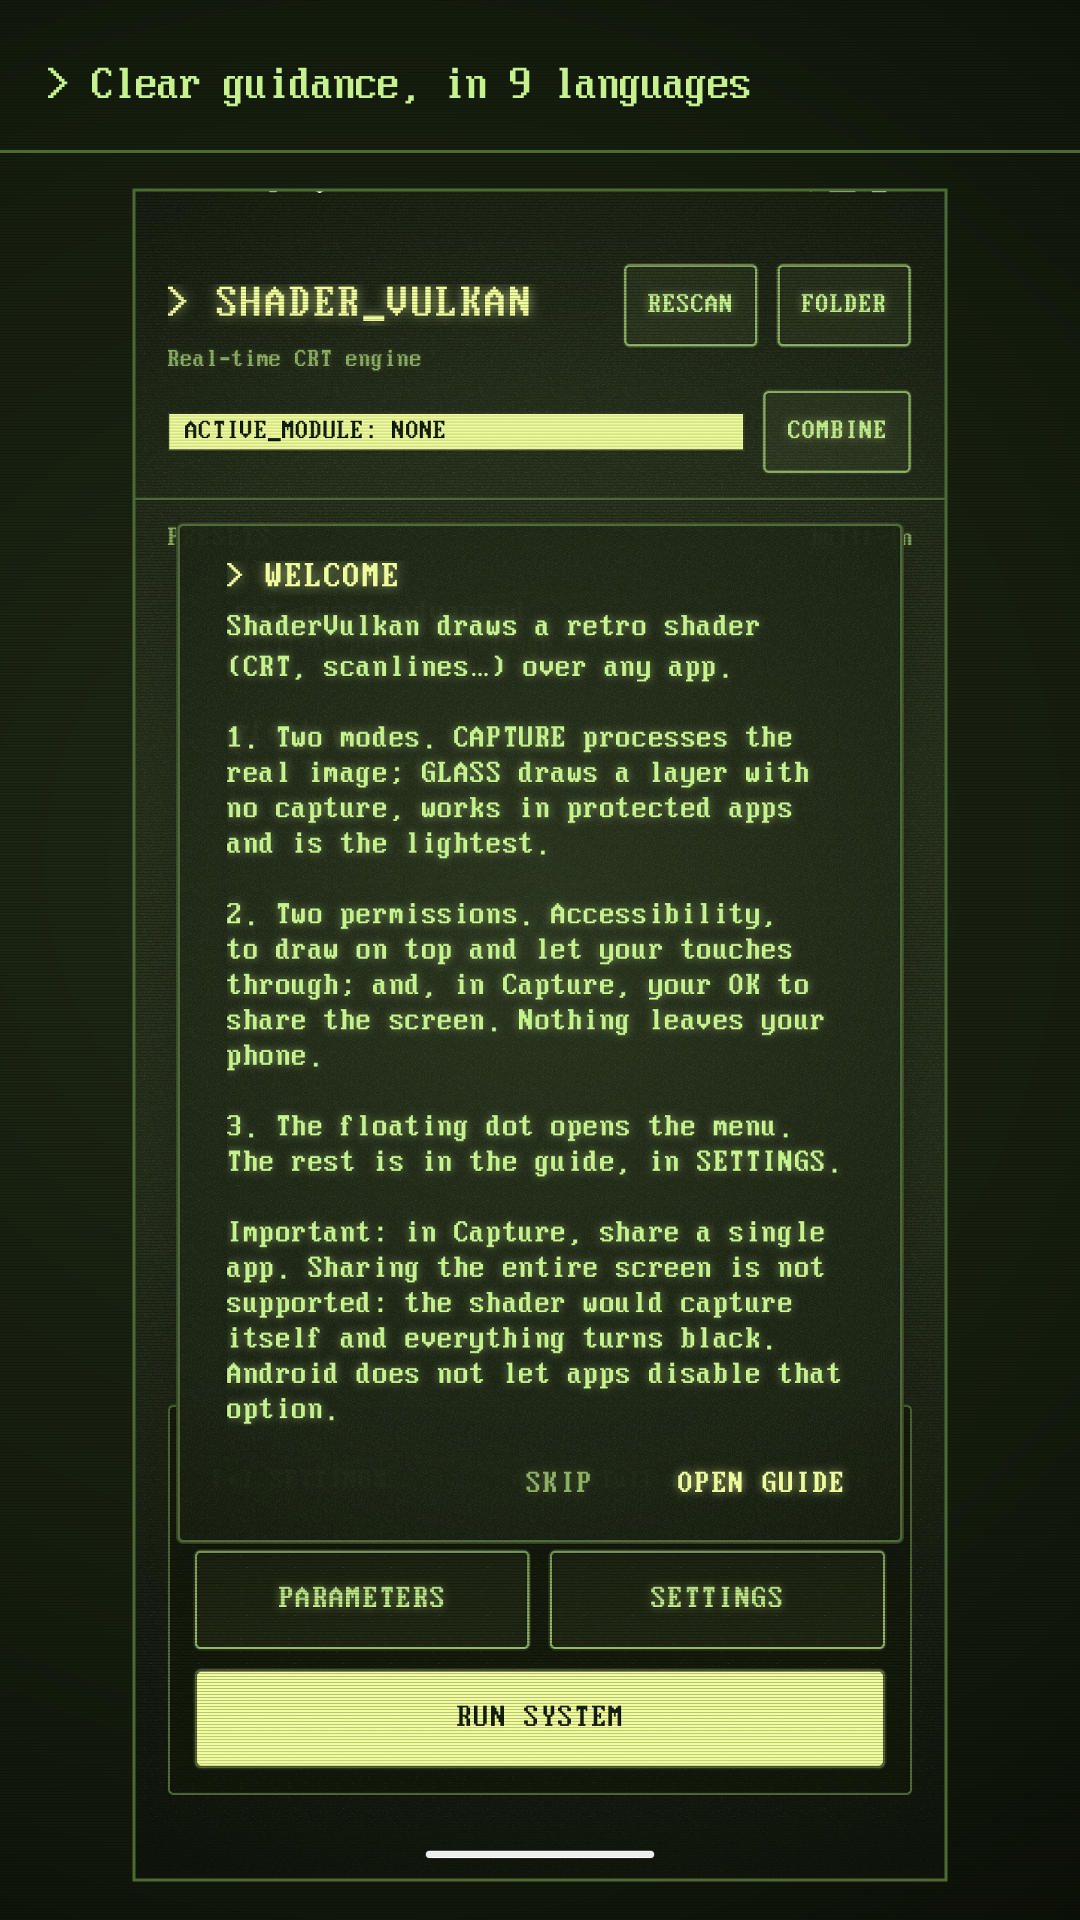 > Clear guidance, in 9 languages
> SHADER_VULKAN
RESCAN
FOLDER
Real-time CRT engine
ACTIVE_MODULE: NONE
COMBINE
> WELCOME
ShaderVulkan draws a retro shader
(CRT, scanlines…) over any app.
1. Two modes. CAPTURE processes the
real image; GLASS draws a layer with
no capture, works in protected apps
and is the lightest.
2. Two permissions. Accessibility,
to draw on top and let your touches
through; and, in Capture, your OK to
share the screen. Nothing leaves your
phone.
3. The floating dot opens the menu.
The rest is in the guide, in SETTINGS.
Important: in Capture, share a single
app. Sharing the entire screen is not
supported: the shader would capture
itself and everything turns black.
Android does not let apps disable that
option.
SKIP
OPEN GUIDE
PARAMETERS
SETTINGS
RUN SYSTEM